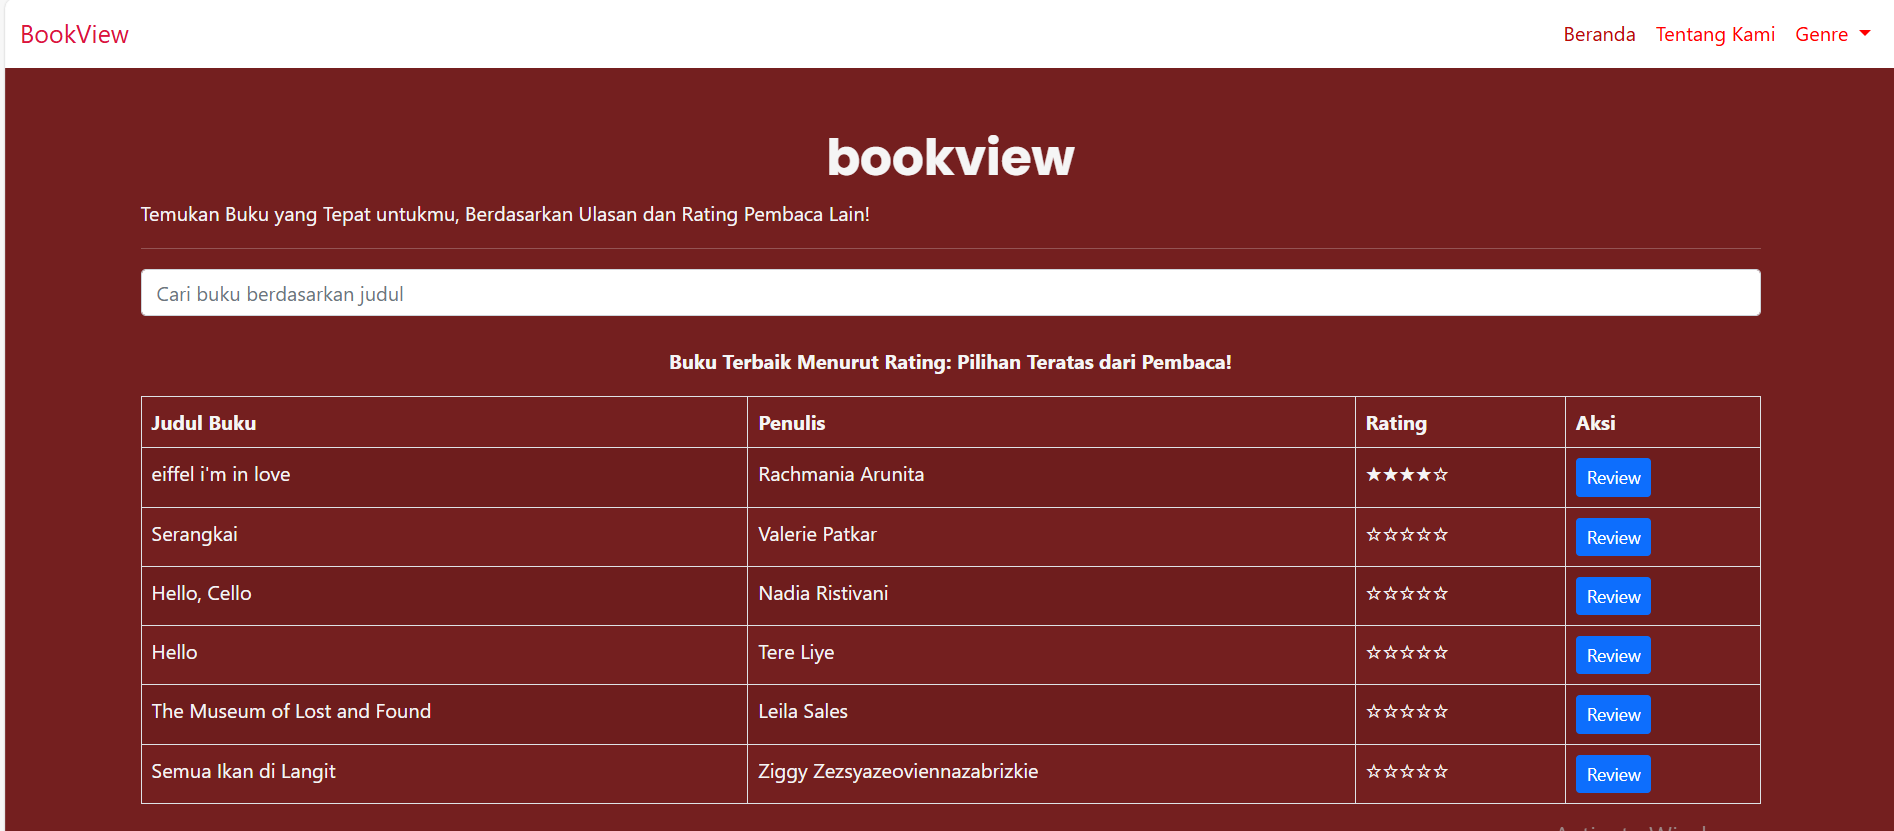 BookView Beranda Tentang Kami Genre
bookview
Temukan Buku yang Tepat untukmu, Berdasarkan Ulasan dan Rating Pembaca Lain!
Cari buku berdasarkan judul
Buku Terbaik Menurut Rating: Pilihan Teratas dari Pembaca!
Judul Buku Penulis Rating Aksi
eiffel i'm in love Rachmania Arunita ★★★★☆ Review
Serangkai Valerie Patkar ☆☆☆☆☆ Review
Hello, Cello Nadia Ristivani ☆☆☆☆☆ Review
Hello Tere Liye ☆☆☆☆☆ Review
The Museum of Lost and Found Leila Sales ☆☆☆☆☆ Review
Semua Ikan di Langit Ziggy Zezsyazeoviennazabrizkie ☆☆☆☆☆ Review